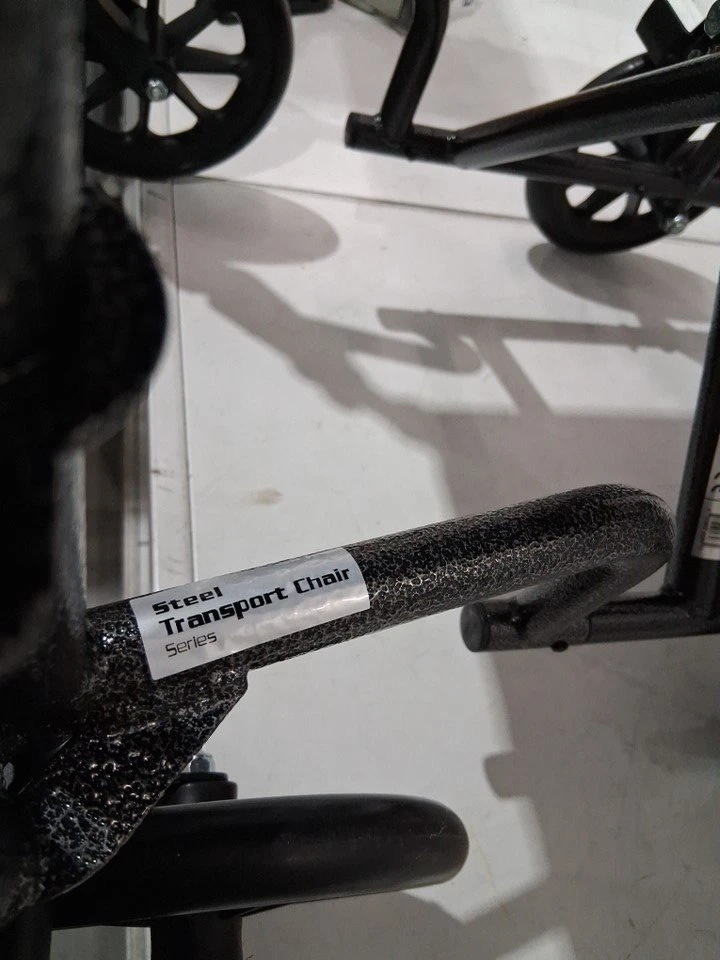 Steel
Transport Chair
Series